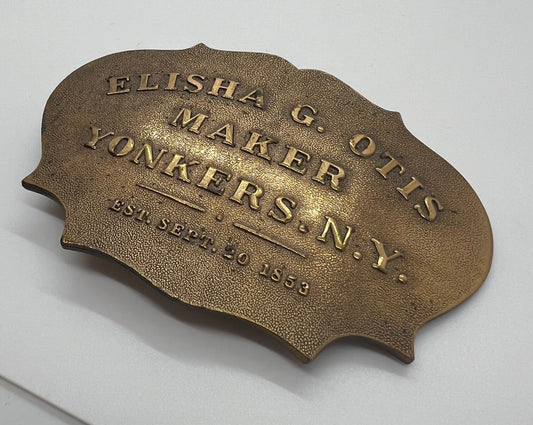 ELISHA G. OTIS
MAKER
YONKERS. N.Y.
EST. SEPT. 20 1853